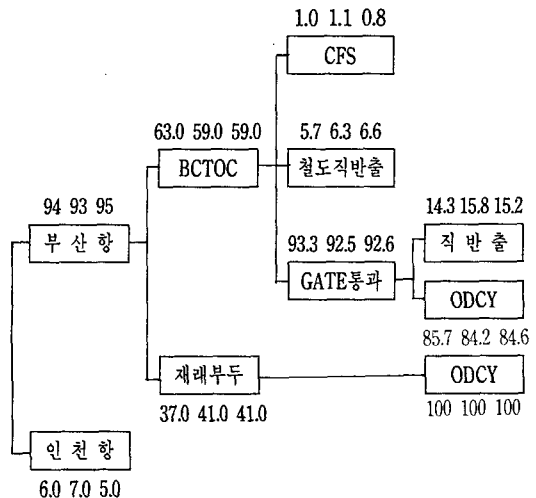 1.0 1.1 0.8
CFS
63.0 59.0 59.0
5.7 6.3 6.6
BCTOC
철도직반출
94 93 95
93.3 92.5 92.6
14.3 15.8 15.2
부산항
직반출
GATE통과
ODCY
85.7 84.2 84.6
재래부두
ODCY
37.0 41.0 41.0
100 100 100
인천항
6.0 7.0 5.0